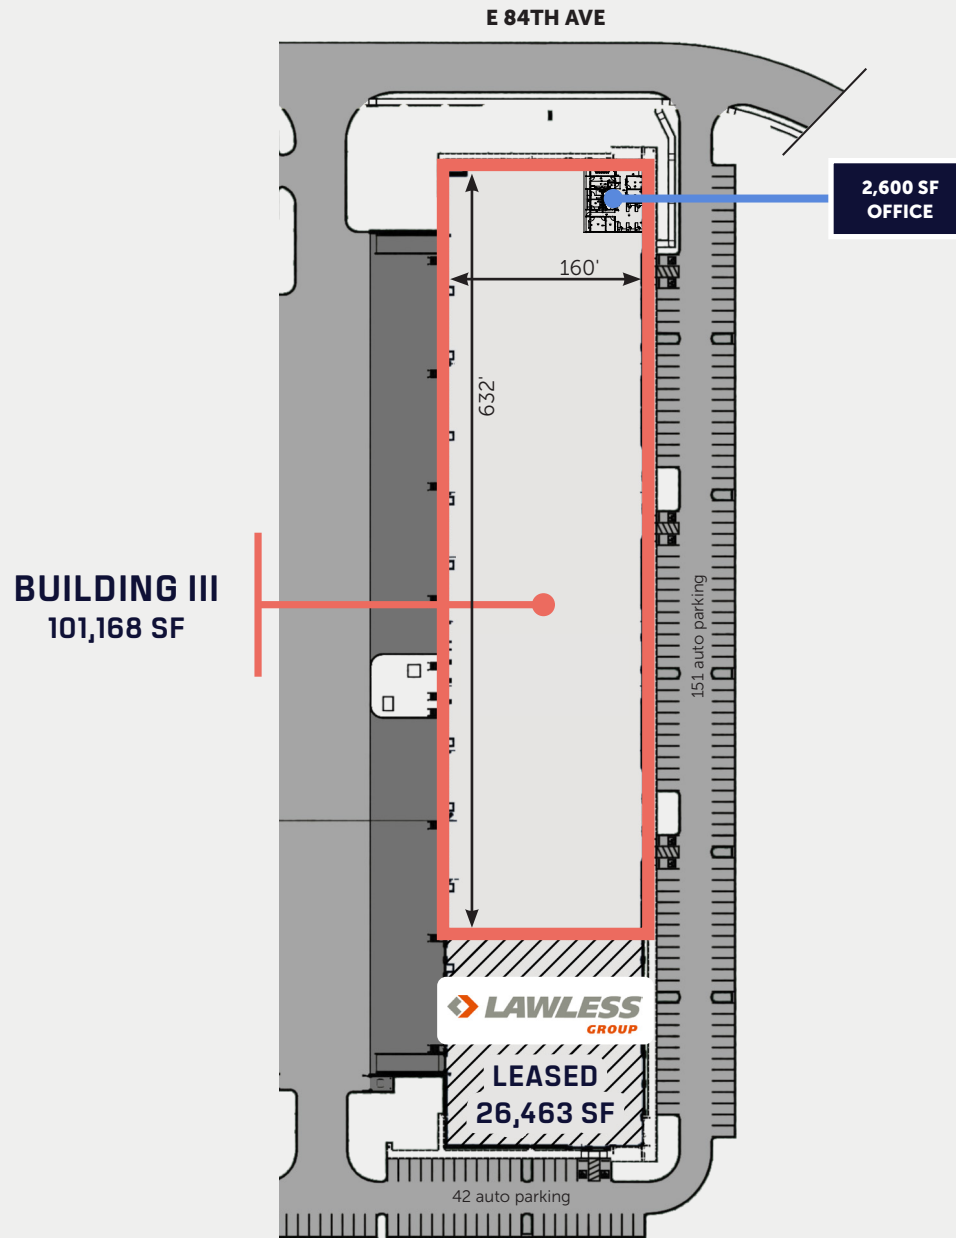 E 84TH AVE
2,600 SF
OFFICE
160'
632'
BUILDING III
101,168 SF
151 auto parking
LAWLESS
GROUP
LEASED
26,463 SF
42 auto parking